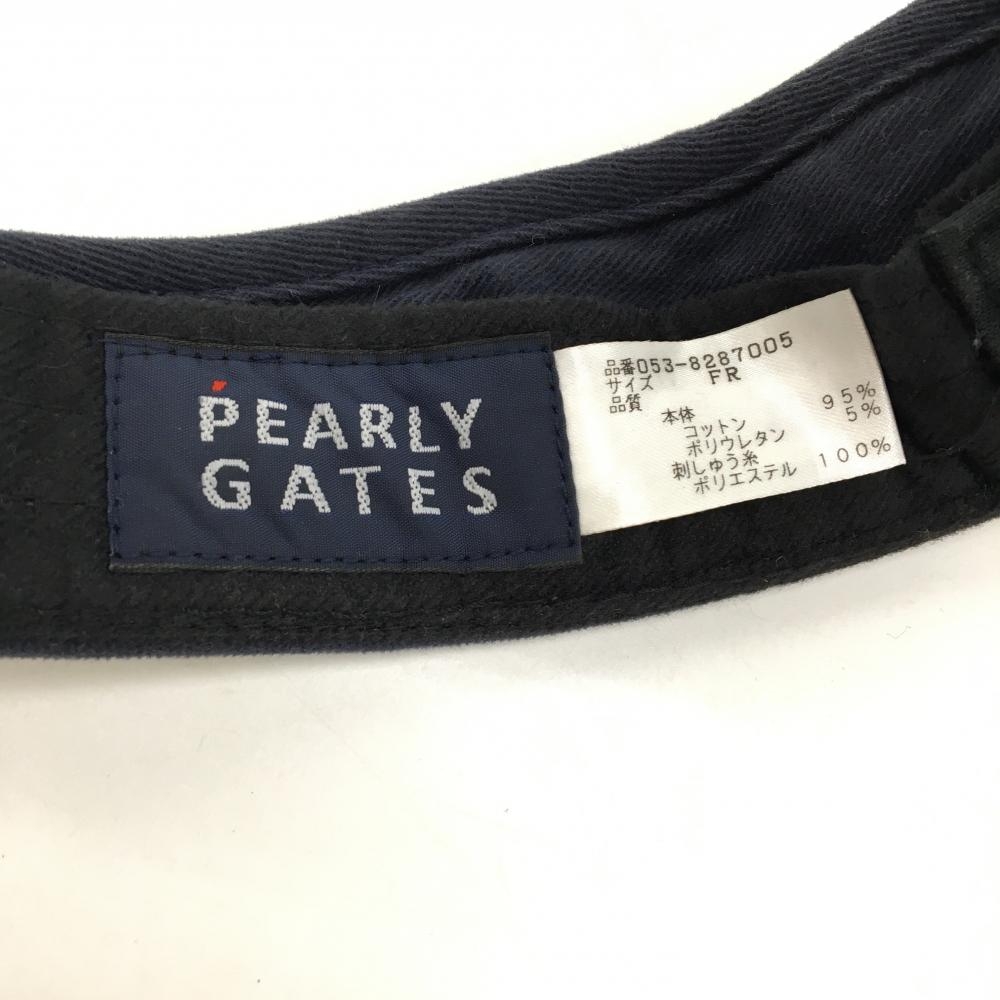 PEARLY
GATES
品番053-8287005
サイズ FR
品質
本体
コットン 95%
ポリウレタン 5%
刺しゅう糸
ポリエステル 100%